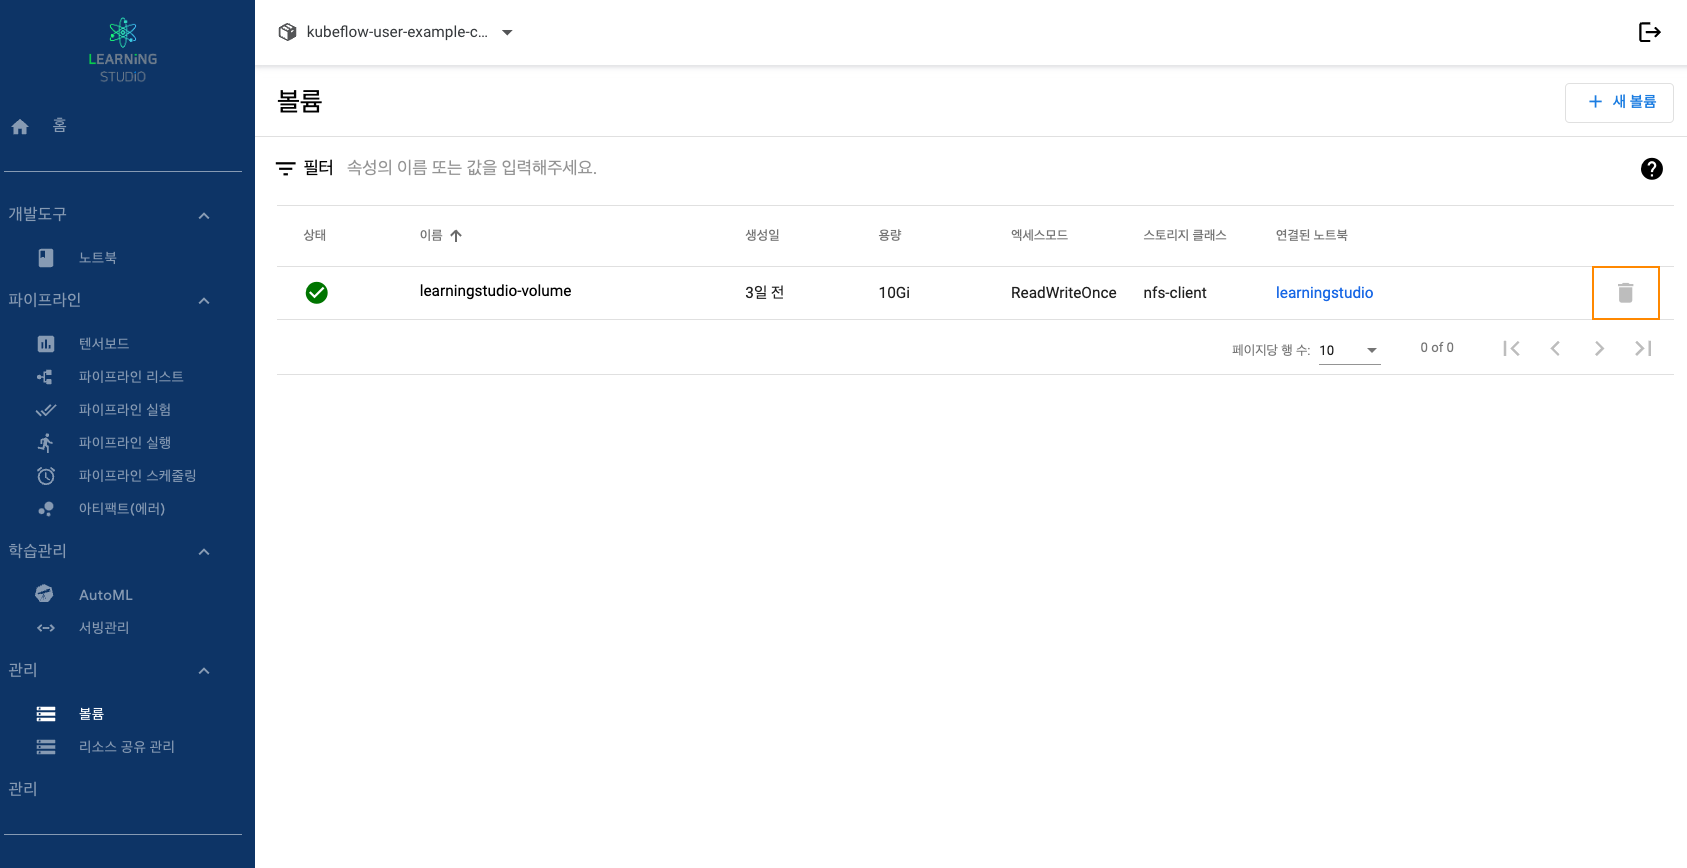 LEARNiNG
STUDiO
홈
개발도구
노트북
파이프라인
텐서보드
파이프라인 리스트
파이프라인 실험
파이프라인 실행
파이프라인 스케줄링
아티팩트(에러)
학습관리
AutoML
서빙관리
관리
볼륨
리소스 공유 관리
관리
kubeflow-user-example-c...
볼륨
새 볼륨
필터 속성의 이름 또는 값을 입력해주세요.
상태 이름 생성일 용량 엑세스모드 스토리지 클래스 연결된 노트북
learningstudio-volume 3일 전 10Gi ReadWriteOnce nfs-client learningstudio
페이지당 행 수: 10 0 of 0